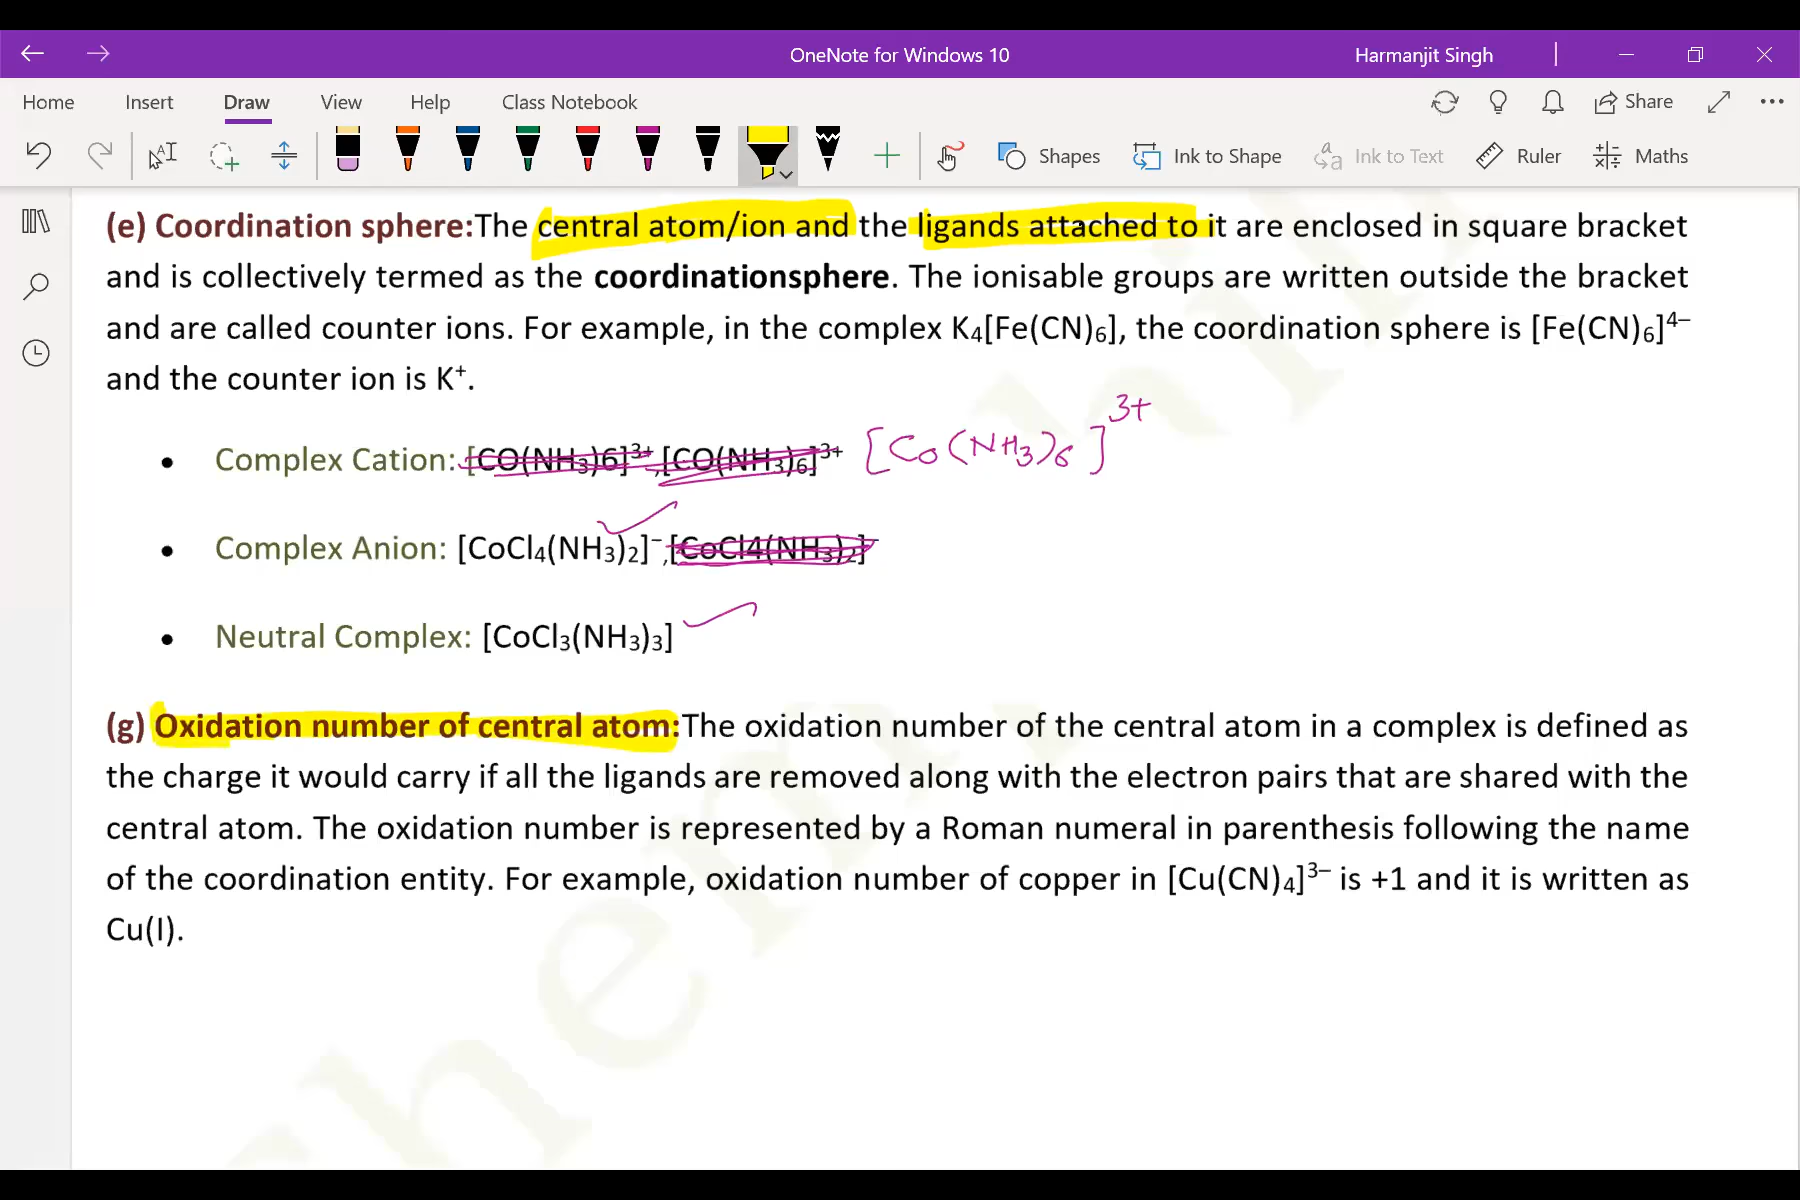 OneNote for Windows 10
Harmanjit Singh
Home Insert Draw View Help Class Notebook
Share
Shapes Ink to Shape Ink to Text Ruler Maths
(e) Coordination sphere:The central atom/ion and the ligands attached to it are enclosed in square bracket
and is collectively termed as the coordinationsphere. The ionisable groups are written outside the bracket
and are called counter ions. For example, in the complex K₄[Fe(CN)₆], the coordination sphere is [Fe(CN)₆]⁴⁻
and the counter ion is K⁺.
• Complex Cation: [CO(NH₃)6]³⁺,[CO(NH₃)₆]³⁺ [Co(NH₃)₆]³⁺
• Complex Anion: [CoCl₄(NH₃)₂]⁻,[CoCl4(NH₃)₂]⁻
• Neutral Complex: [CoCl₃(NH₃)₃]
(g) Oxidation number of central atom:The oxidation number of the central atom in a complex is defined as
the charge it would carry if all the ligands are removed along with the electron pairs that are shared with the
central atom. The oxidation number is represented by a Roman numeral in parenthesis following the name
of the coordination entity. For example, oxidation number of copper in [Cu(CN)₄]³⁻ is +1 and it is written as
Cu(I).